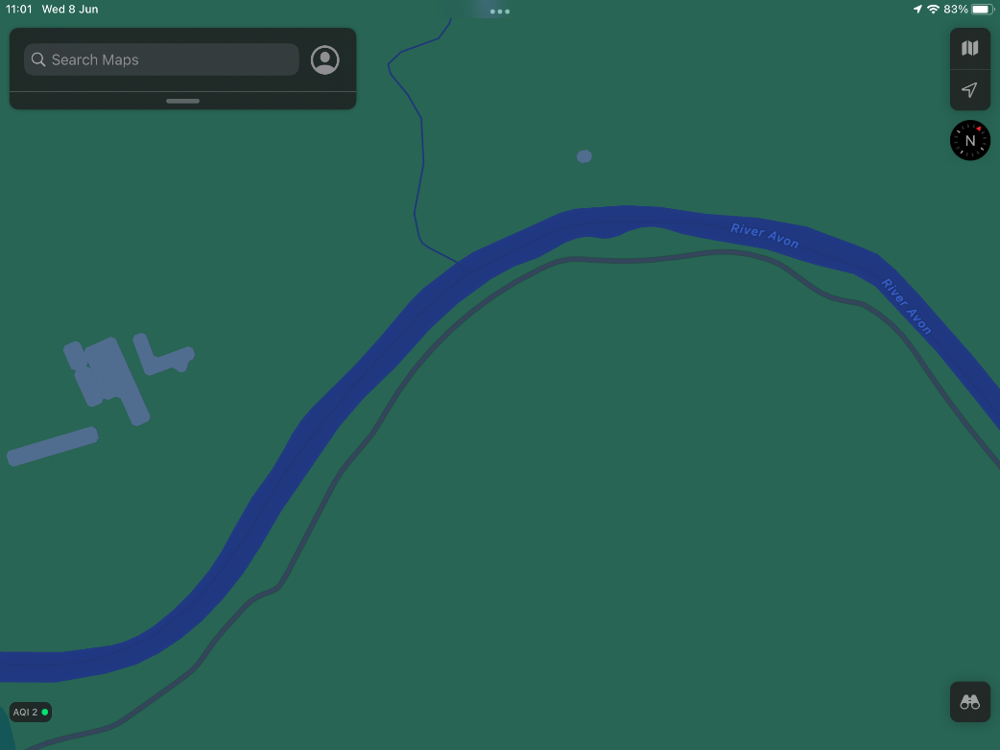 11:01 Wed 8 Jun
83%
Search Maps
N
River Avon
River Avon
AQI 2